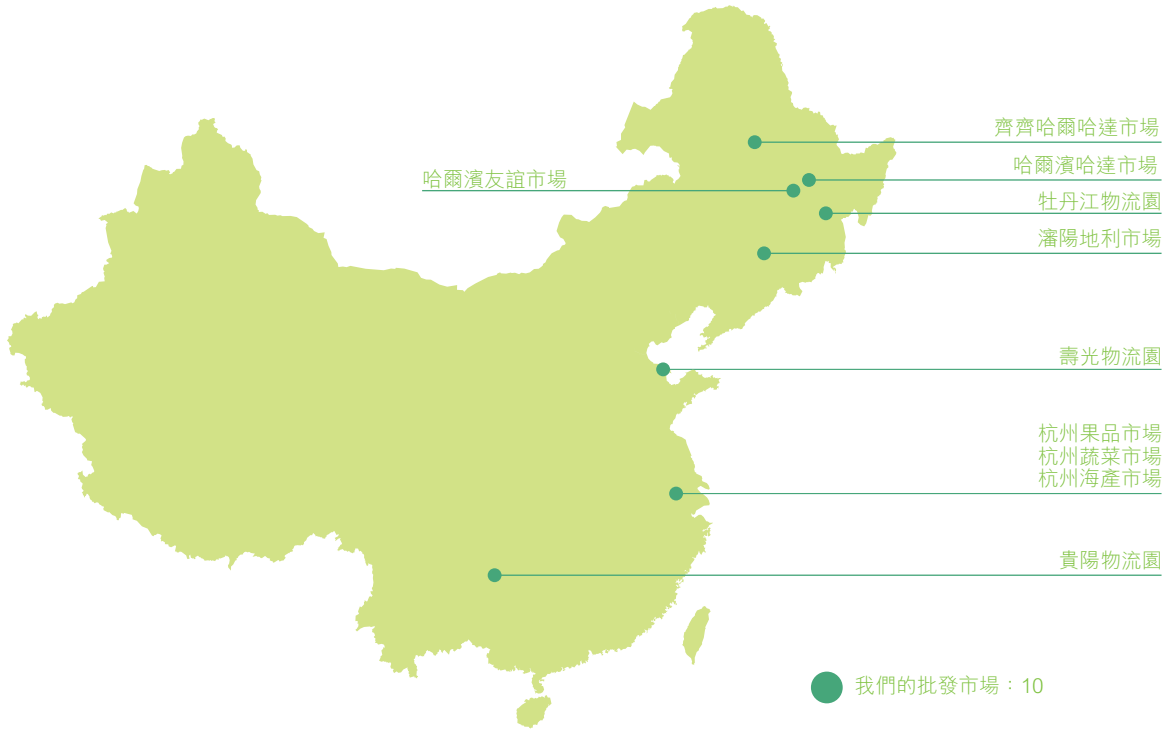 齊齊哈爾哈達市場
哈爾濱哈達市場
哈爾濱友誼市場
牡丹江物流園
瀋陽地利市場
壽光物流園
杭州果品市場
杭州蔬菜市場
杭州海產市場
貴陽物流園
我們的批發市場：10